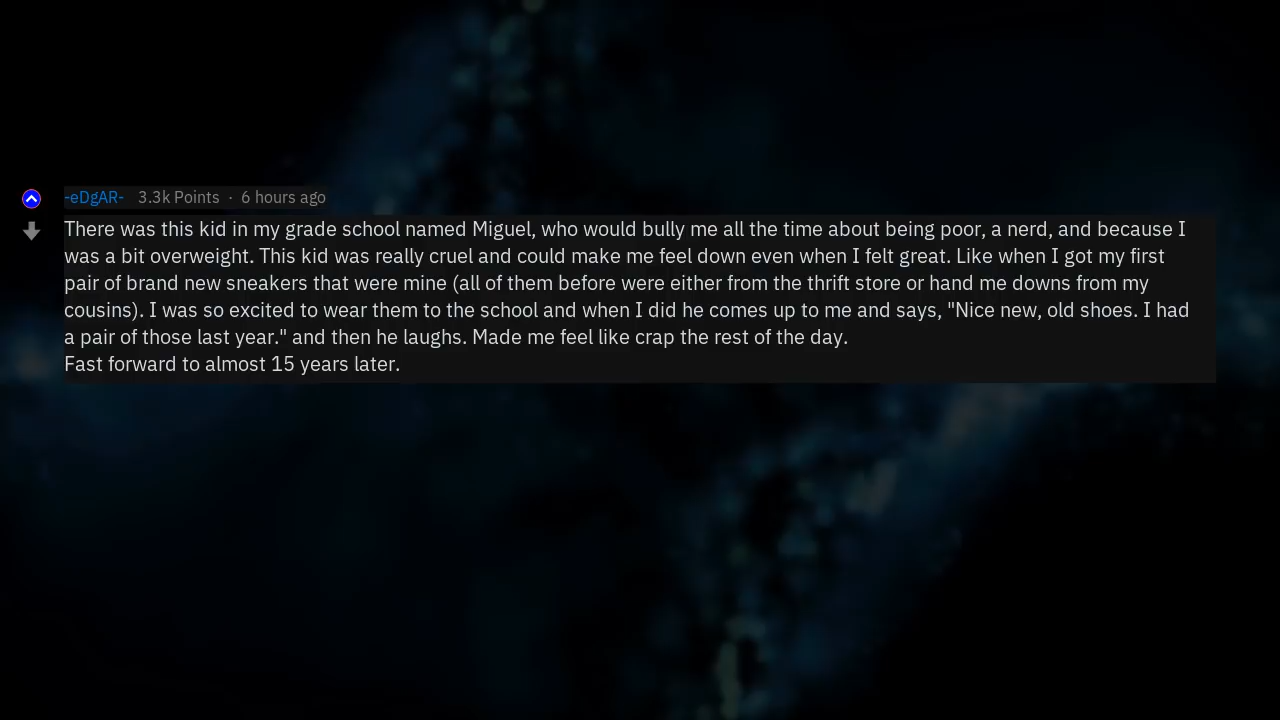 -eDgAR- 3.3k Points · 6 hours ago
There was this kid in my grade school named Miguel, who would bully me all the time about being poor, a nerd, and because I
was a bit overweight. This kid was really cruel and could make me feel down even when I felt great. Like when I got my first
pair of brand new sneakers that were mine (all of them before were either from the thrift store or hand me downs from my
cousins). I was so excited to wear them to the school and when I did he comes up to me and says, "Nice new, old shoes. I had
a pair of those last year." and then he laughs. Made me feel like crap the rest of the day.
Fast forward to almost 15 years later.